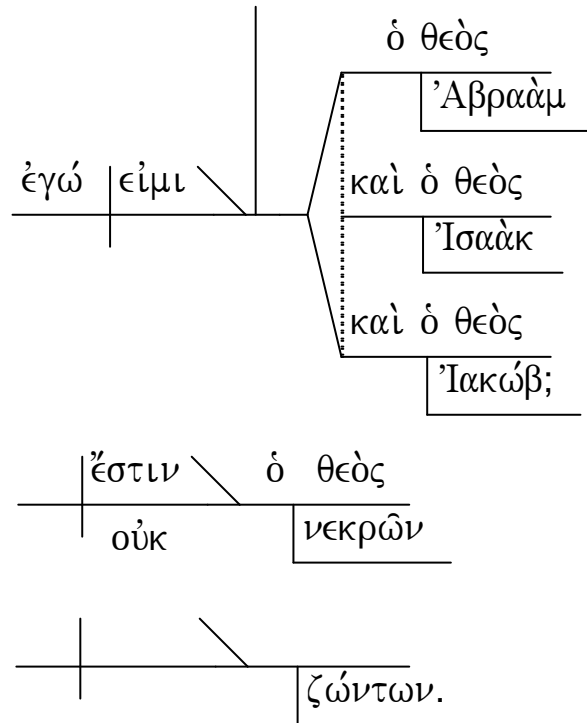 ὁ θεὸς
Ἀβραὰμ
ἐγώ εἰμι
καὶ ὁ θεὸς
Ἰσαὰκ
καὶ ὁ θεὸς
Ἰακώβ;
ἔστιν ὁ θεὸς
οὐκ νεκρῶν
ζώντων.